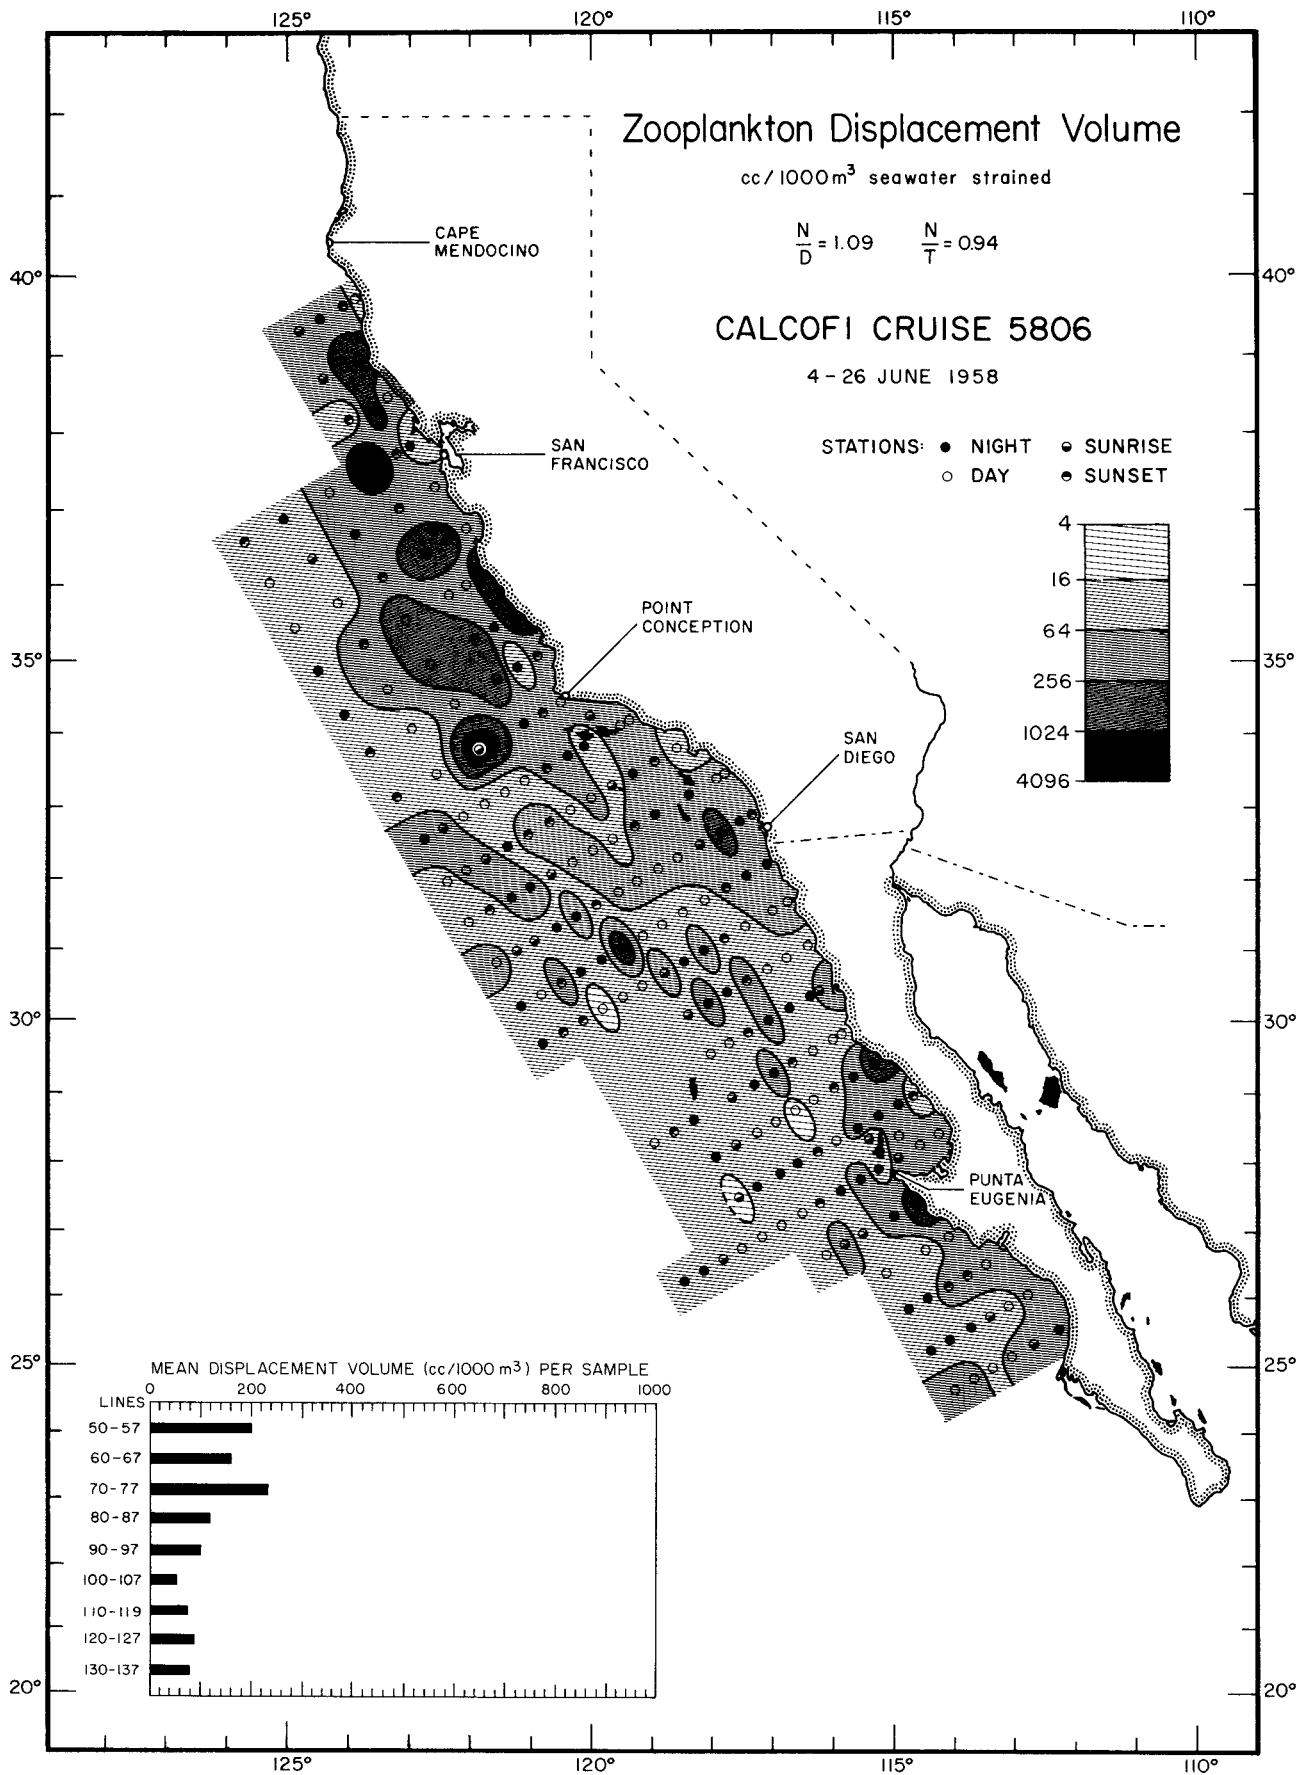 125° 120° 115° 110°
Zooplankton Displacement Volume
cc/1000m³ seawater strained
N/D = 1.09 N/T = 0.94
CALCOFI CRUISE 5806
4-26 JUNE 1958
STATIONS: ● NIGHT SUNRISE
○ DAY SUNSET
4
16
64
256
1024
4096
CAPE
MENDOCINO
SAN
FRANCISCO
POINT
CONCEPTION
SAN
DIEGO
PUNTA
EUGENIA
40° 40°
35° 35°
30° 30°
25° 25°
20° 20°
MEAN DISPLACEMENT VOLUME (cc/1000 m³) PER SAMPLE
0 200 400 600 800 1000
LINES
50-57
60-67
70-77
80-87
90-97
100-107
110-119
120-127
130-137
125° 120° 115° 110°